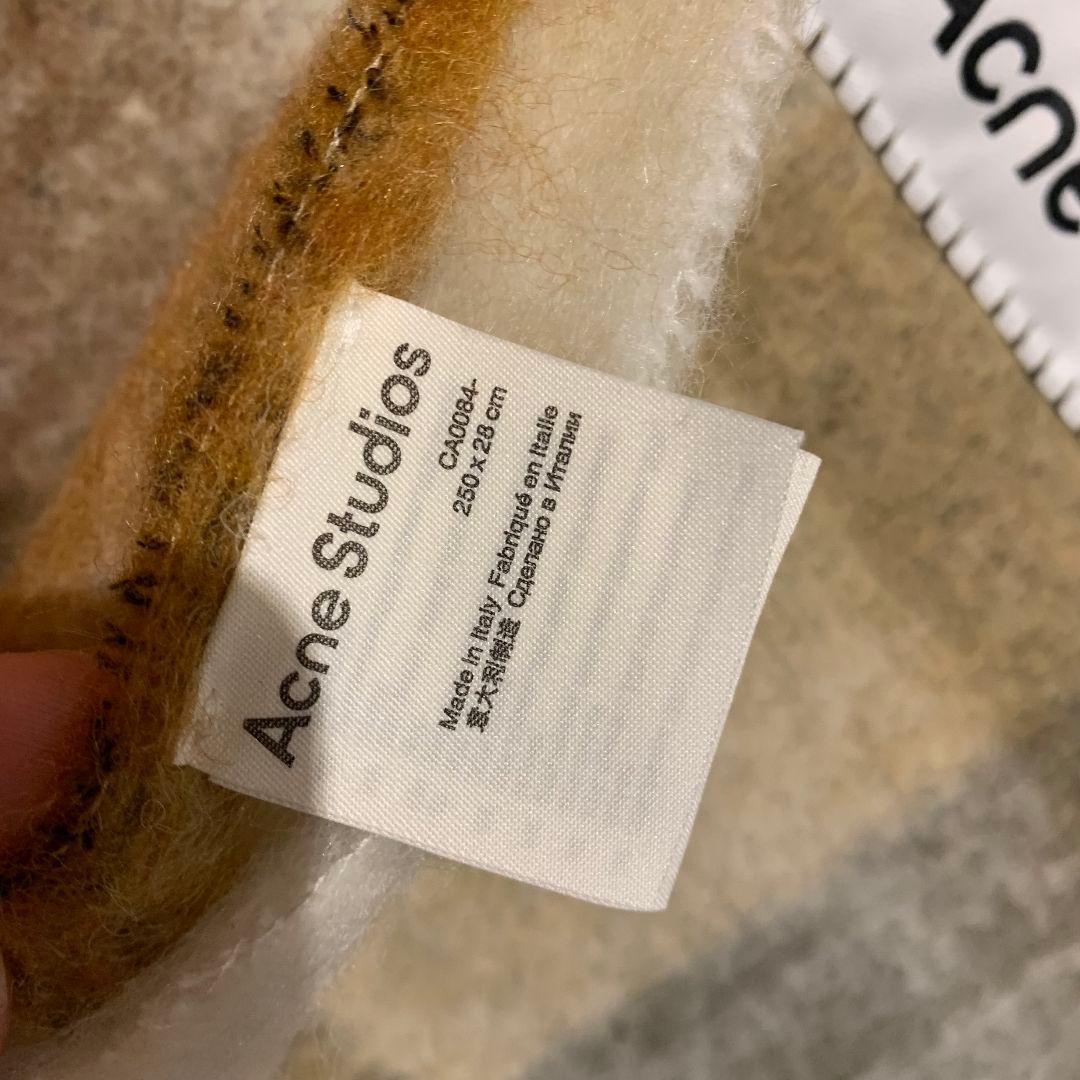 Acne Studios
CA0084-
250 x 28 cm
Made in Italy Fabriqué en Italie
意大利制造 Сделано в Италии
Acne